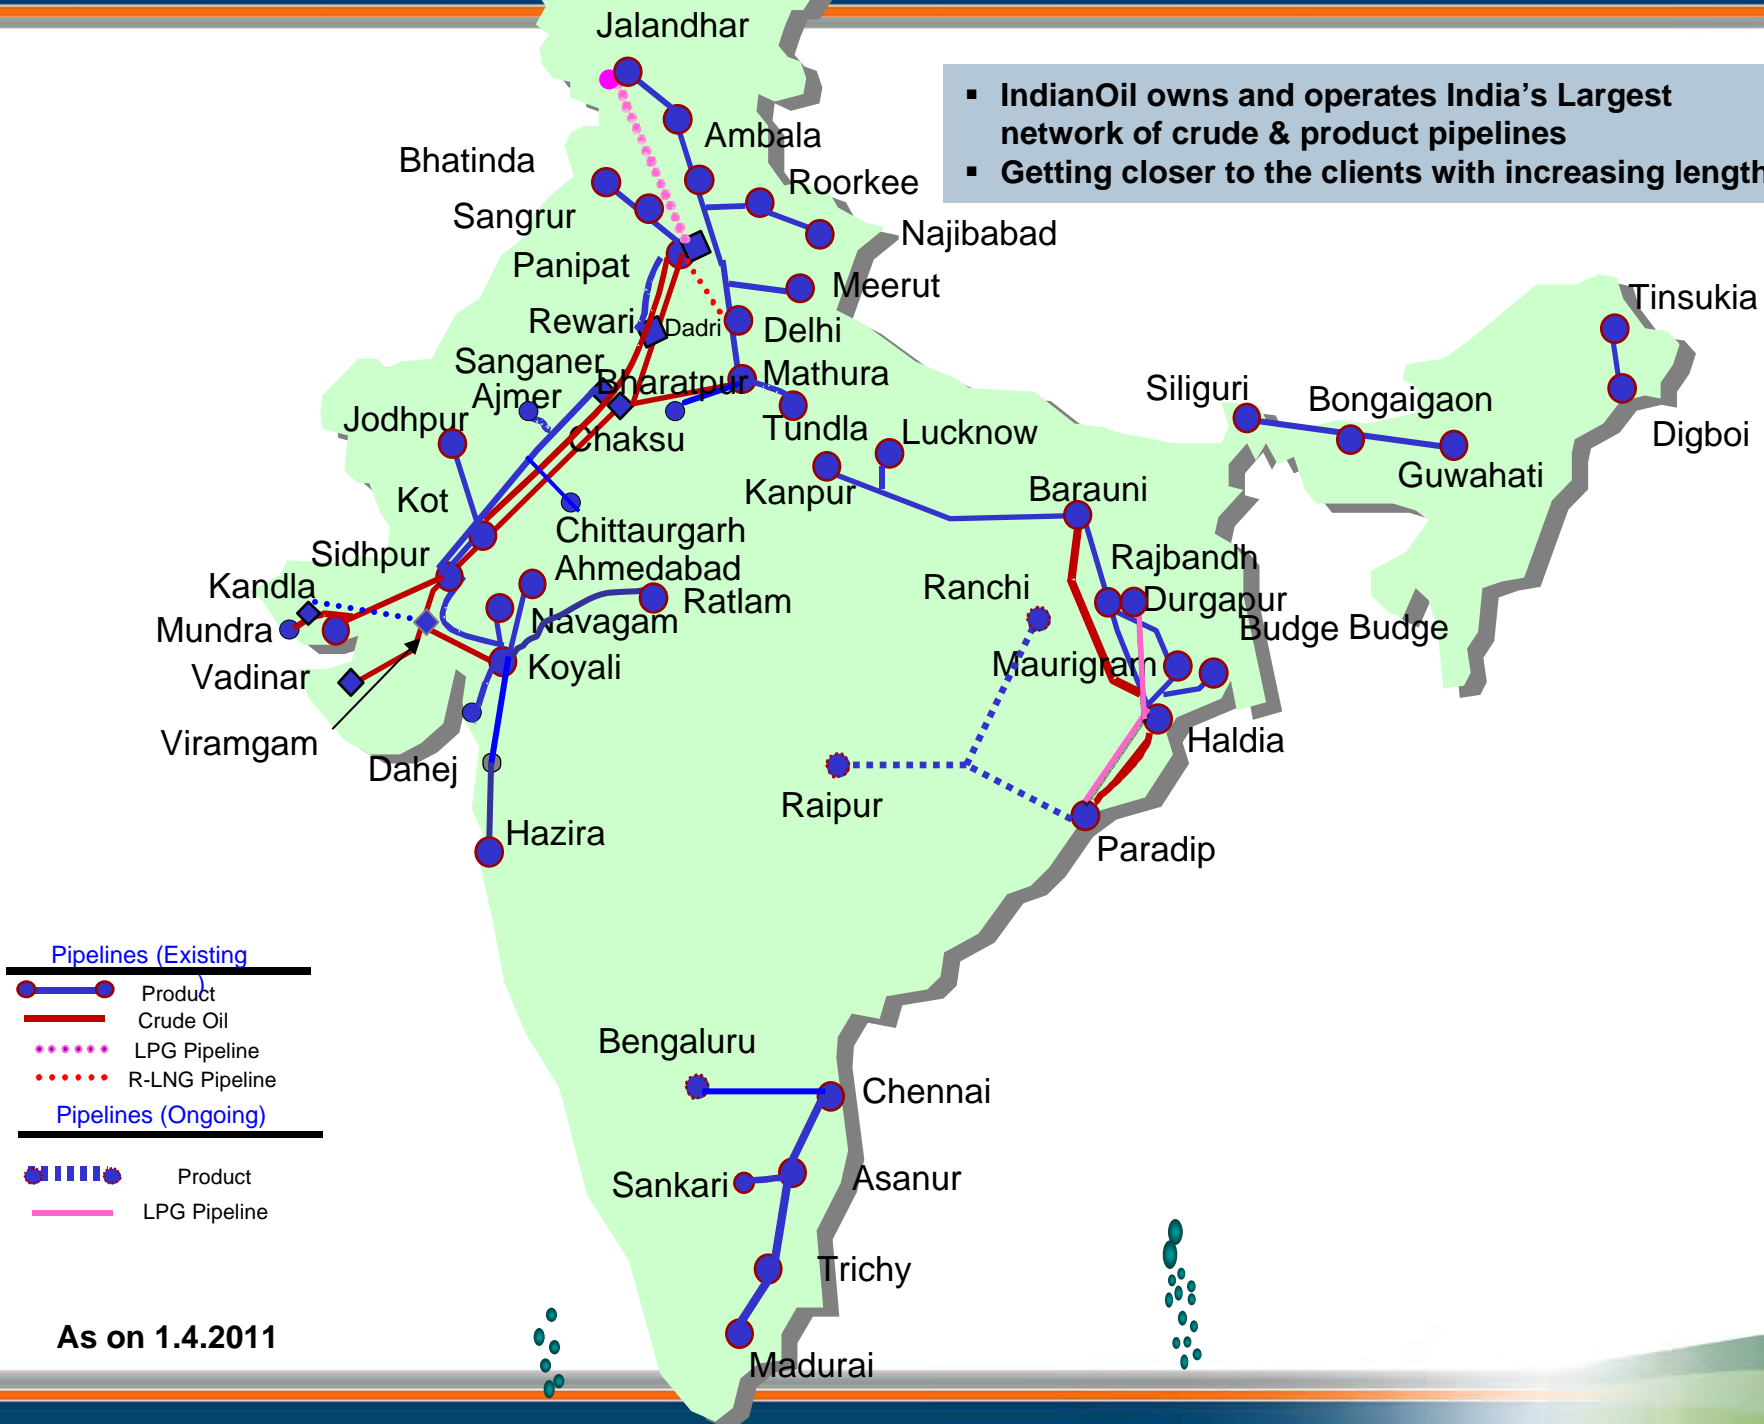 Jalandhar
▪ IndianOil owns and operates India's Largest
network of crude & product pipelines
▪ Getting closer to the clients with increasing length
Ambala
Bhatinda
Roorkee
Sangrur
Najibabad
Panipat
Meerut
Tinsukia
Rewari
Dadri
Delhi
Sanganer
Bharatpur
Mathura
Ajmer
Siliguri
Bongaigaon
Jodhpur
Chaksu
Tundla
Lucknow
Digboi
Guwahati
Kanpur
Barauni
Kot
Chittaurgarh
Sidhpur
Ahmedabad
Rajbandh
Kandla
Ranchi
Ratlam
Durgapur
Navagam
Mundra
Budge Budge
Vadinar
Koyali
Maurigram
Viramgam
Haldia
Dahej
Raipur
Hazira
Paradip
Pipelines (Existing
)
Product
Crude Oil
LPG Pipeline
R-LNG Pipeline
Pipelines (Ongoing)
Product
LPG Pipeline
Bengaluru
Chennai
Sankari
Asanur
Trichy
As on 1.4.2011
Madurai